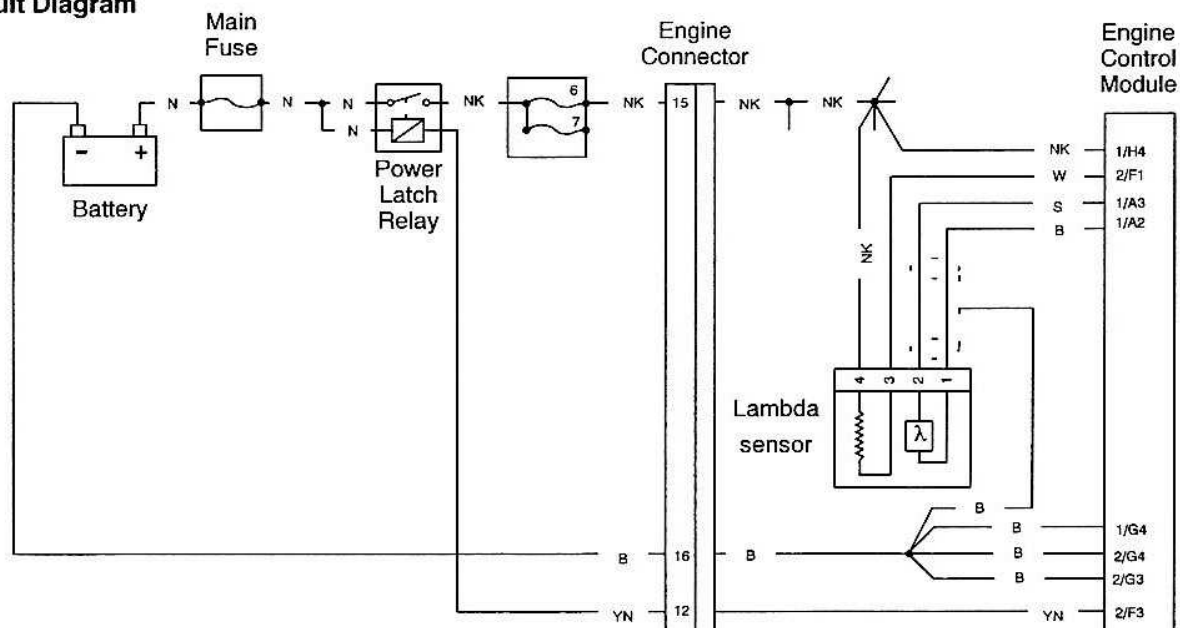 uit Diagram
Main
Fuse
Engine
Connector
Engine
Control
Module
N
N
N
N
NK
6
7
NK
15
NK
NK
- +
Battery
Power
Latch
Relay
NK
1/H4
W
2/F1
S
1/A3
B
1/A2
NK
4 3 2 1
λ
Lambda
sensor
B
B
1/G4
B
16
B
B
2/G4
B
2/G3
YN
12
YN
2/F3